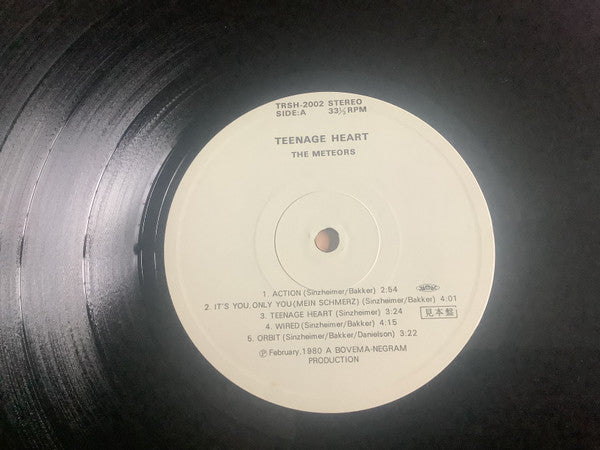 TRSH-2002 STEREO
SIDE:A 33⅓RPM
TEENAGE HEART
THE METEORS
1. ACTION (Sinzheimer/Bakker) 2:54
2. IT'S YOU, ONLY YOU (MEIN SCHMERZ) (Sinzheimer/Bakker) 4:01
3. TEENAGE HEART (Sinzheimer) 3:24
4. WIRED (Sinzheimer/Bakker) 4:15
見本盤
5. ORBIT (Sinzheimer/Bakker/Danielson) 3:22
Ⓟ February, 1980 A BOVEMA-NEGRAM
PRODUCTION